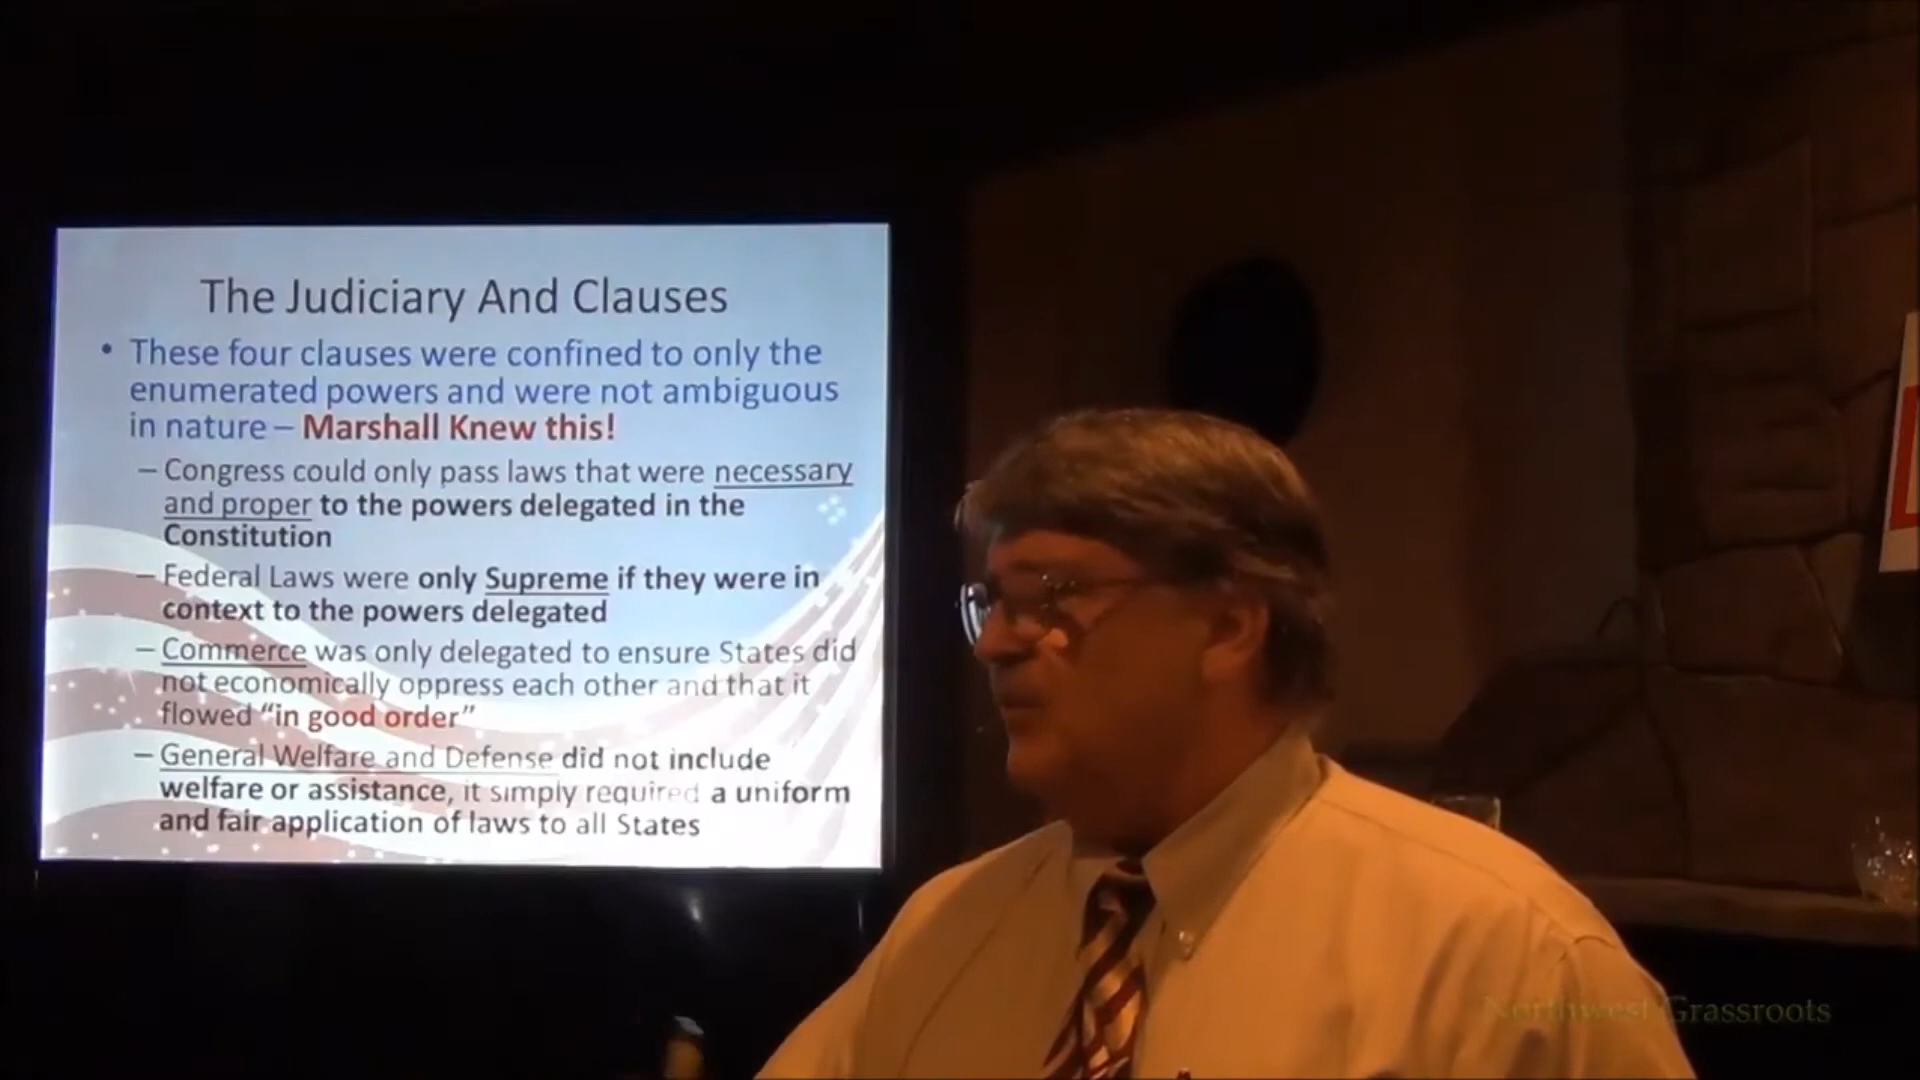 The Judiciary And Clauses
• These four clauses were confined to only the
enumerated powers and were not ambiguous
in nature – Marshall Knew this!
– Congress could only pass laws that were necessary
and proper to the powers delegated in the
Constitution
– Federal Laws were only Supreme if they were in
context to the powers delegated
– Commerce was only delegated to ensure States did
not economically oppress each other and that it
flowed “in good order”
– General Welfare and Defense did not include
welfare or assistance, it simply required a uniform
and fair application of laws to all States
Northwest Grassroots